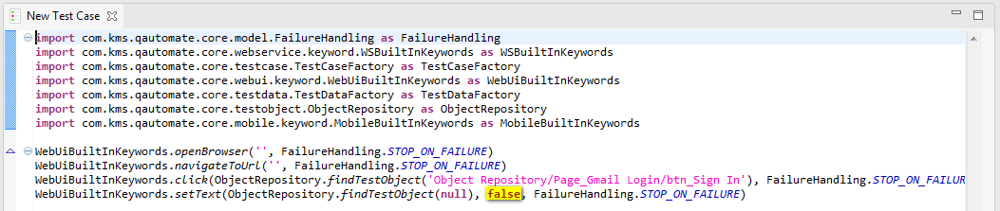 New Test Case
import com.kms.qautomate.core.model.FailureHandling as FailureHandling
import com.kms.qautomate.core.webservice.keyword.WSBuiltInKeywords as WSBuiltInKeywords
import com.kms.qautomate.core.testcase.TestCaseFactory as TestCaseFactory
import com.kms.qautomate.core.webui.keyword.WebUiBuiltInKeywords as WebUiBuiltInKeywords
import com.kms.qautomate.core.testdata.TestDataFactory as TestDataFactory
import com.kms.qautomate.core.testobject.ObjectRepository as ObjectRepository
import com.kms.qautomate.core.mobile.keyword.MobileBuiltInKeywords as MobileBuiltInKeywords
WebUiBuiltInKeywords.openBrowser('', FailureHandling.STOP_ON_FAILURE)
WebUiBuiltInKeywords.navigateToUrl('', FailureHandling.STOP_ON_FAILURE)
WebUiBuiltInKeywords.click(ObjectRepository.findTestObject('Object Repository/Page_Gmail Login/btn_Sign In'), FailureHandling.STOP_ON_FAILUR
WebUiBuiltInKeywords.setText(ObjectRepository.findTestObject(null), false, FailureHandling.STOP_ON_FAILURE)